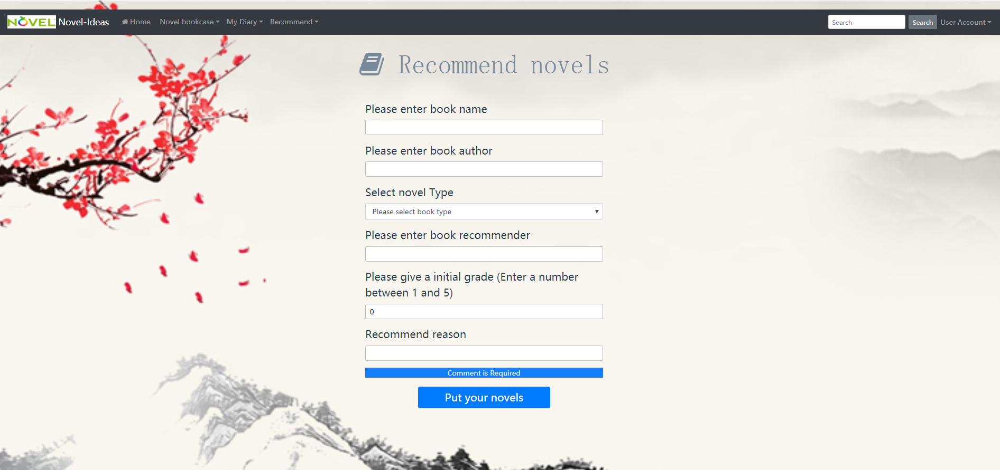 NOVEL Novel-Ideas Home Novel bookcase My Diary Recommend Search Search User Account
Recommend novels
Please enter book name
Please enter book author
Select novel Type
Please select book type
Please enter book recommender
Please give a initial grade (Enter a number
between 1 and 5)
0
Recommend reason
Comment is Required
Put your novels